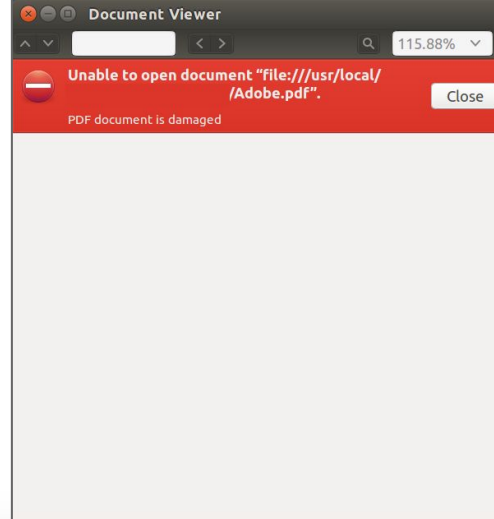 Document Viewer
115.88%
Unable to open document “file:///usr/local/
/Adobe.pdf”.
Close
PDF document is damaged